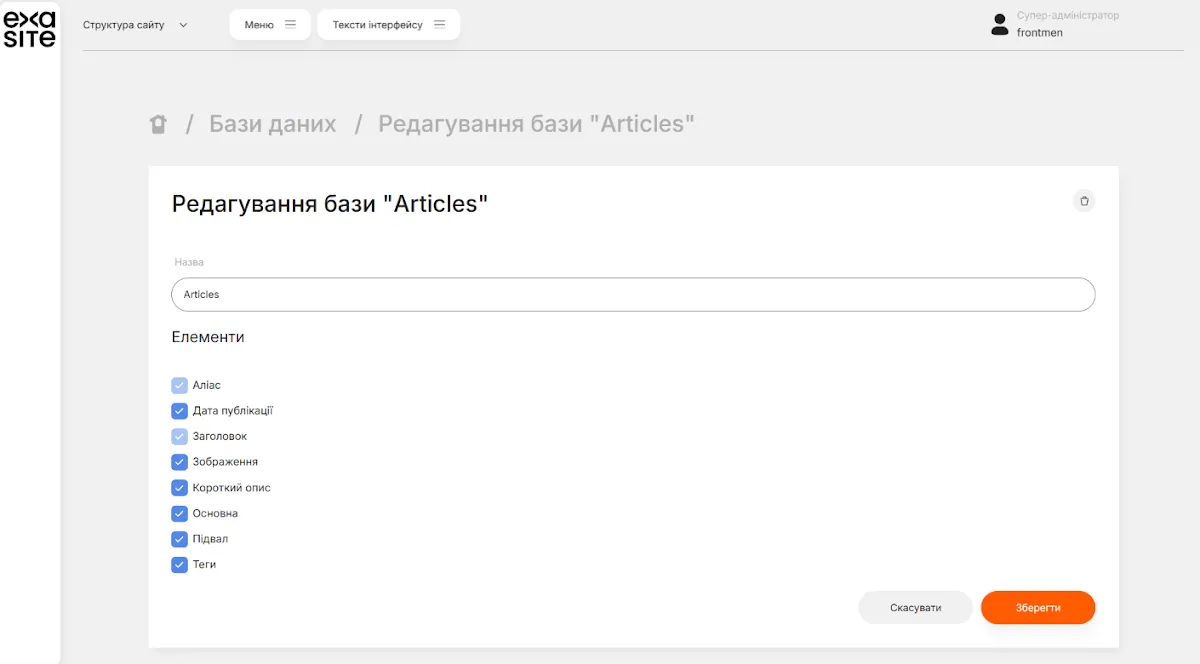 exa
site
Структура сайту
Меню
Тексти інтерфейсу
Супер-адміністратор
frontmen
/ Бази даних / Редагування бази "Articles"
Редагування бази "Articles"
Назва
Articles
Елементи
Аліас
Дата публікації
Заголовок
Зображення
Короткий опис
Основна
Підвал
Теги
Скасувати
Зберегти